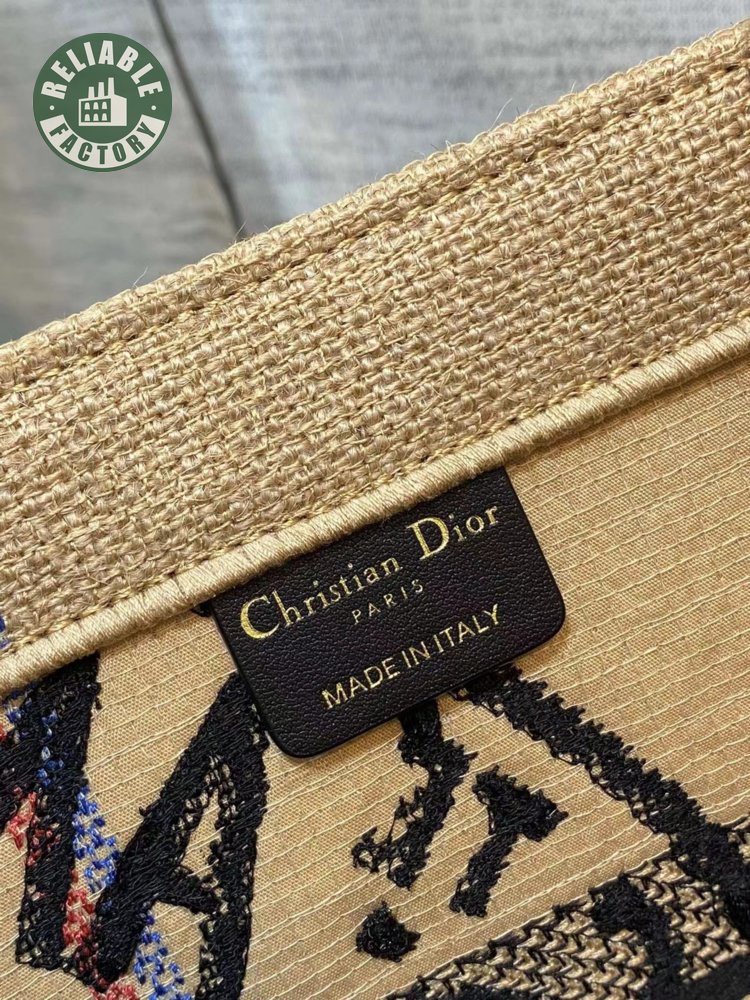 RELIABLE
FACTORY
Christian Dior
PARIS
MADE IN ITALY